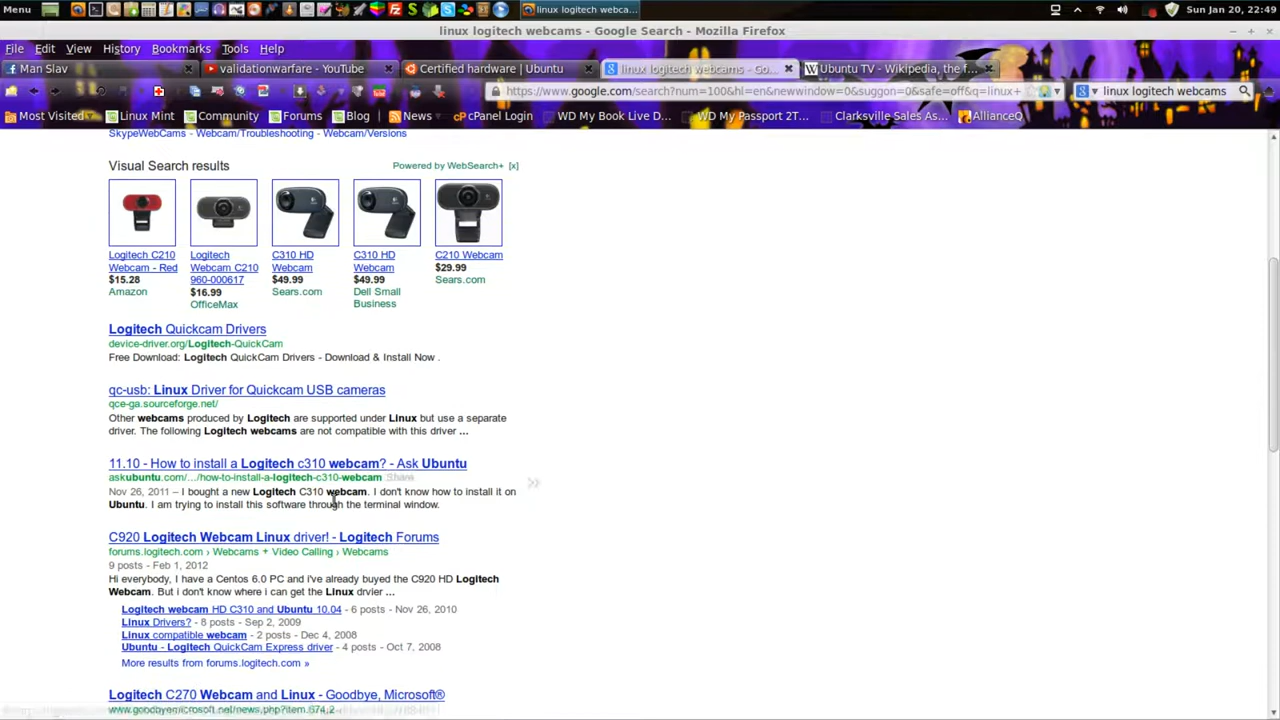 Menu
linux logitech webca...
Sun Jan 20, 22:49
linux logitech webcams - Google Search - Mozilla Firefox
File Edit View History Bookmarks Tools Help
Man Slav
validationwarfare - YouTube
Certified hardware | Ubuntu
linux logitech webcams - Go...
Ubuntu TV - Wikipedia, the f...
https://www.google.com/search?num=100&hl=en&newwindow=0&suggon=0&safe=off&q=linux+
linux logitech webcams
Most Visited
Linux Mint
Community
Forums
Blog
News
cPanel Login
WD My Book Live D...
WD My Passport 2T...
Clarksville Sales As...
AllianceQ
SkypeWebCams - Webcam/Troubleshooting - Webcam/Versions
Visual Search results
Powered by WebSearch+ [x]
Logitech C210 Webcam - Red
$15.28
Amazon
Logitech Webcam C210 960-000617
$16.99
OfficeMax
C310 HD Webcam
$49.99
Sears.com
C310 HD Webcam
$49.99
Dell Small Business
C210 Webcam
$29.99
Sears.com
Logitech Quickcam Drivers
device-driver.org/Logitech-QuickCam
Free Download: Logitech QuickCam Drivers - Download & Install Now .
qc-usb: Linux Driver for Quickcam USB cameras
qce-ga.sourceforge.net/
Other webcams produced by Logitech are supported under Linux but use a separate
driver. The following Logitech webcams are not compatible with this driver ...
11.10 - How to install a Logitech c310 webcam? - Ask Ubuntu
askubuntu.com/.../how-to-install-a-logitech-c310-webcam Share
Nov 26, 2011 – I bought a new Logitech C310 webcam. I don't know how to install it on
Ubuntu. I am trying to install this software through the terminal window.
C920 Logitech Webcam Linux driver! - Logitech Forums
forums.logitech.com › Webcams + Video Calling › Webcams
9 posts - Feb 1, 2012
Hi everybody, I have a Centos 6.0 PC and i've already buyed the C920 HD Logitech
Webcam. But i don't know where i can get the Linux drvier ...
Logitech webcam HD C310 and Ubuntu 10.04 - 6 posts - Nov 26, 2010
Linux Drivers? - 8 posts - Sep 2, 2009
Linux compatible webcam - 2 posts - Dec 4, 2008
Ubuntu - Logitech QuickCam Express driver - 4 posts - Oct 7, 2008
More results from forums.logitech.com »
Logitech C270 Webcam and Linux - Goodbye, Microsoft®